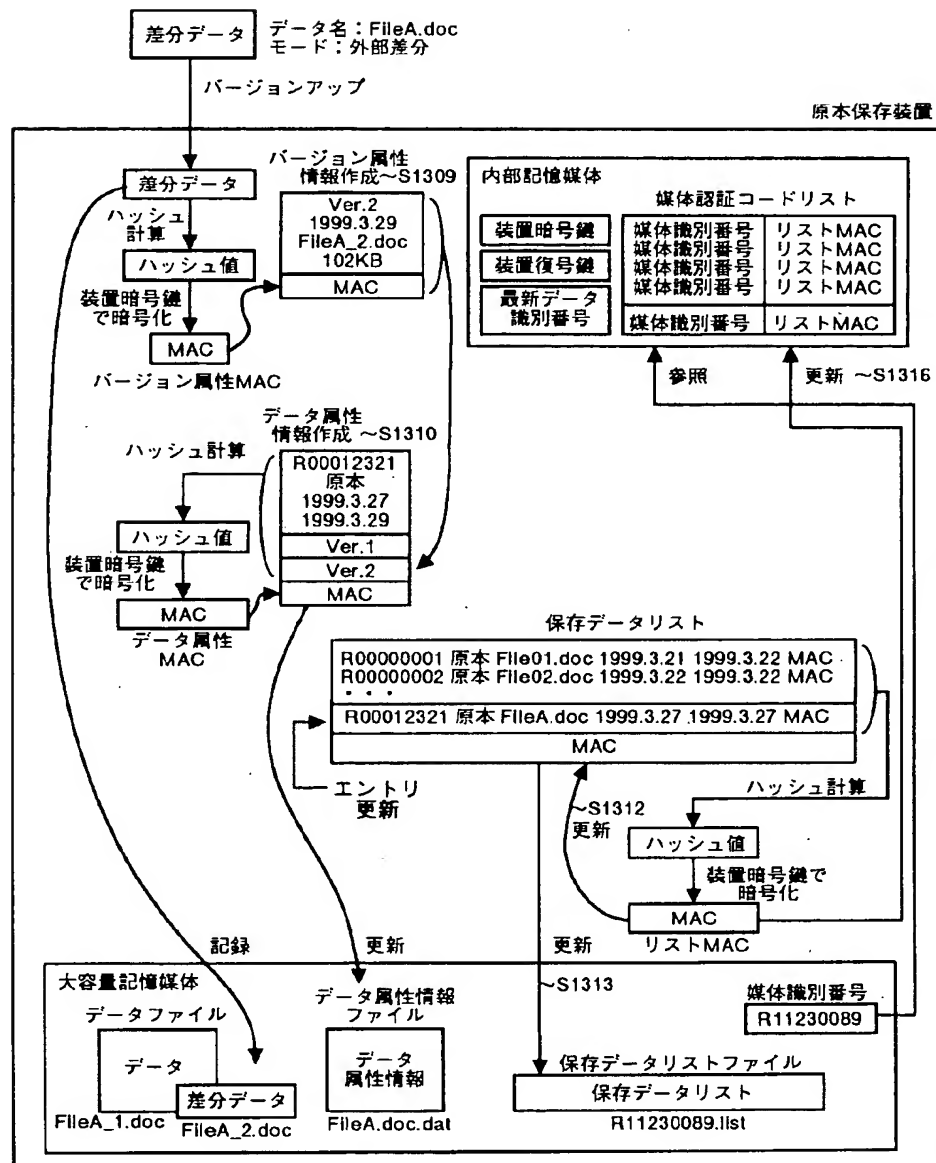 差分データ
データ名：FileA.doc
モード：外部差分
バージョンアップ
原本保存装置
差分データ
ハッシュ
計算
ハッシュ値
装置暗号鍵
で暗号化
MAC
バージョン属性MAC
バージョン属性
情報作成～S1309
Ver.2
1999.3.29
FileA_2.doc
102KB
MAC
内部記憶媒体
装置暗号鍵
装置復号鍵
最新データ
識別番号
媒体認証コードリスト
媒体識別番号 リストMAC
媒体識別番号 リストMAC
媒体識別番号 リストMAC
媒体識別番号 リストMAC
媒体識別番号 リストMAC
参照
更新 ～S1316
データ属性
情報作成 ～S1310
ハッシュ計算
R00012321
原本
1999.3.27
1999.3.29
Ver.1
Ver.2
MAC
ハッシュ値
装置暗号鍵
で暗号化
MAC
データ属性
MAC
保存データリスト
R00000001 原本 File01.doc 1999.3.21 1999.3.22 MAC
R00000002 原本 File02.doc 1999.3.22 1999.3.22 MAC
・・・
R00012321 原本 FileA.doc 1999.3.27 1999.3.27 MAC
MAC
エントリ
更新
～S1312
更新
ハッシュ計算
ハッシュ値
装置暗号鍵で
暗号化
MAC
リストMAC
記録
更新
更新
～S1313
大容量記憶媒体
データファイル
データ
差分データ
FileA_1.doc
FileA_2.doc
データ属性情報
ファイル
データ
属性情報
FileA.doc.dat
保存データリストファイル
保存データリスト
R11230089.list
媒体識別番号
R11230089